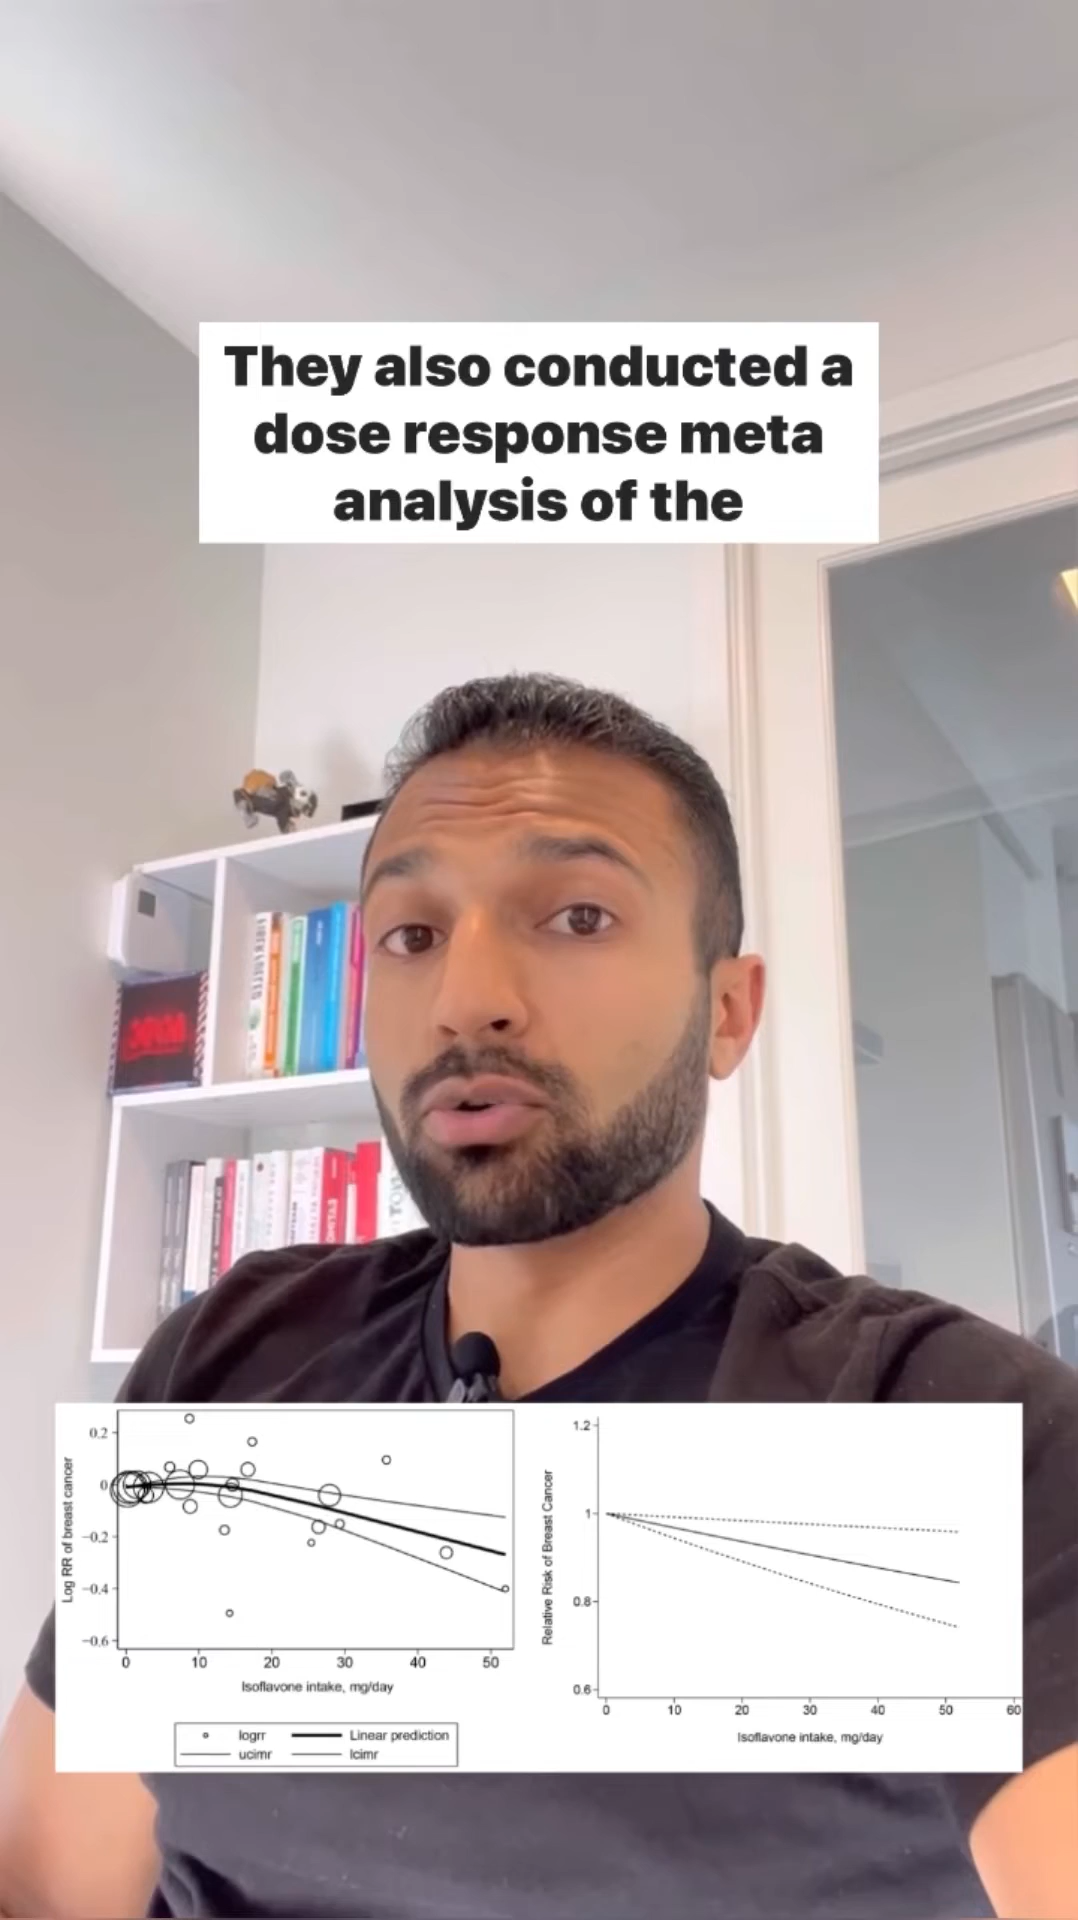 They also conducted a
dose response meta
analysis of the
0.2
0
−0.2
−0.4
−0.6
Log RR of breast cancer
0 10 20 30 40 50
Isoflavone intake, mg/day
logrr Linear prediction
ucimr lcimr
1.2
1
0.8
0.6
Relative Risk of Breast Cancer
0 10 20 30 40 50 60
Isoflavone intake, mg/day